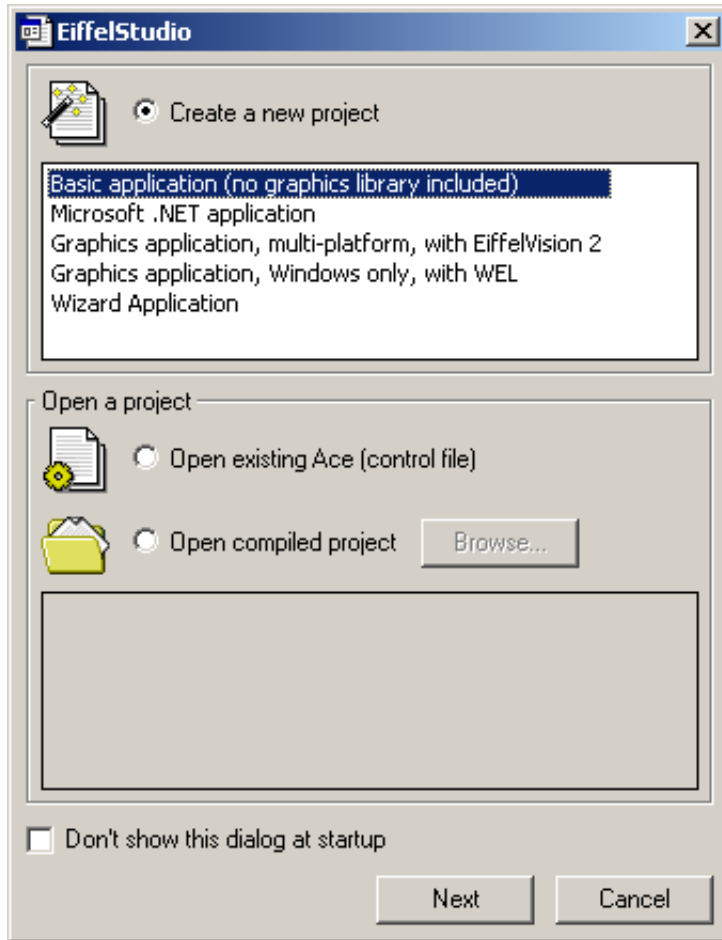 EiffelStudio
Create a new project
Basic application (no graphics library included)
Microsoft .NET application
Graphics application, multi-platform, with EiffelVision 2
Graphics application, Windows only, with WEL
Wizard Application
Open a project
Open existing Ace (control file)
Open compiled project Browse...
Don't show this dialog at startup
Next Cancel